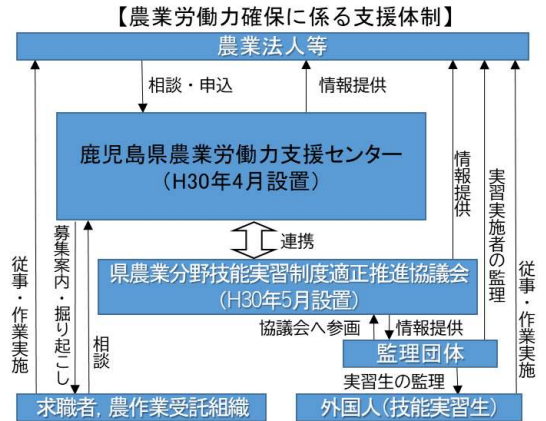 【農業労働力確保に係る支援体制】
農業法人等
相談・申込
情報提供
鹿児島県農業労働力支援センター
(H30年4月設置)
情報提供
実習実施者の監理
従事・作業実施
募集案内・掘り起こし
相談
従事・作業実施
連携
県農業分野技能実習制度適正推進協議会
(H30年5月設置)
協議会へ参画
情報提供
監理団体
実習生の監理
求職者,農作業受託組織
外国人(技能実習生)